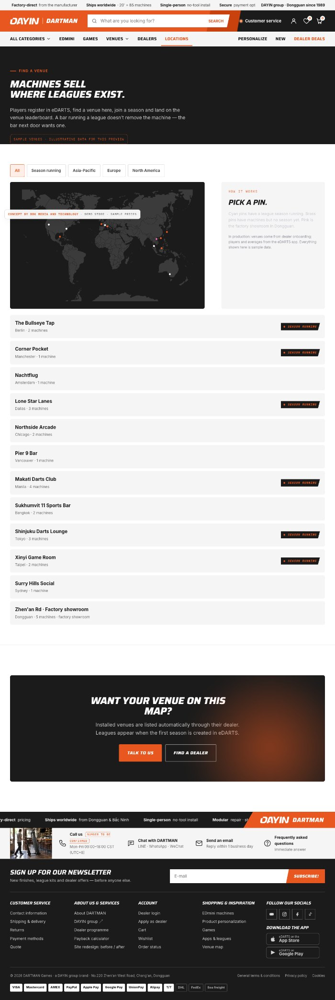 Factory-direct from the manufacturer Ships worldwide · 20' = 85 machines Single-person no-tool install Secure payment opti DAYIN group · Dongguan since 1989
DAYIN DARTMAN What are you looking for? SEARCH Customer service 0 0
ALL CATEGORIES EDMINI GAMES VENUES DEALERS LOCATIONS PERSONALIZE NEW DEALER DEALS
FIND A VENUE
MACHINES SELL
WHERE LEAGUES EXIST.
Players register in eDARTS, find a venue here, join a season and land on the
venue leaderboard. A bar running a league doesn't remove the machine — the
bar next door wants one.
SAMPLE VENUES · ILLUSTRATIVE DATA FOR THIS PREVIEW
All Season running Asia-Pacific Europe North America
HOW IT WORKS
PICK A PIN.
Cyan pins have a league season running. Brass
pins have machines but no season yet. Pink is
the factory showroom in Dongguan.
In production: venues come from dealer onboarding;
players and averages from the eDARTS app. Everything
shown here is sample data.
CONCEPT BY BBK MEDIA AND TECHNOLOGY · DEMO STORE · SAMPLE PRICES
The Bullseye Tap
Berlin · 2 machines
SEASON RUNNING
Corner Pocket
Manchester · 1 machine
SEASON RUNNING
Nachtflug
Amsterdam · 1 machine
Lone Star Lanes
Dallas · 3 machines
SEASON RUNNING
Northside Arcade
Chicago · 2 machines
Pier 9 Bar
Vancouver · 1 machine
Makati Darts Club
Manila · 4 machines
SEASON RUNNING
Sukhumvit 11 Sports Bar
Bangkok · 2 machines
Shinjuku Darts Lounge
Tokyo · 3 machines
SEASON RUNNING
Xinyi Game Room
Taipei · 2 machines
SEASON RUNNING
Surry Hills Social
Sydney · 1 machine
Zhen'an Rd · Factory showroom
Dongguan · 5 machines · factory showroom
WANT YOUR VENUE ON THIS
MAP?
Installed venues are listed automatically through their dealer.
Leagues appear when the first season is created in eDARTS.
TALK TO US FIND A DEALER
y-direct pricing Ships worldwide from Dongguan & Bắc Ninh Single-person no-tool install Modular repair · st DAYIN DARTMAN
Call us NUMBER TO BE
CONFIRMED
Mon–Fri 09:00–18:00 CST
(UTC+8)
Chat with DARTMAN
LINE · WhatsApp · WeChat
Send an email
Reply within 1 business day
Frequently asked
questions
Immediate answer
SIGN UP FOR OUR NEWSLETTER
New finishes, league kits and dealer offers — before anyone else.
E-mail SUBSCRIBE!
CUSTOMER SERVICE
Contact information
Shipping & delivery
Returns
Payment methods
Quote
ABOUT US & SERVICES
About DARTMAN
DAYIN group ↗
Dealer programme
Payback calculator
Site redesign: before / after
ACCOUNT
Dealer login
Apply as dealer
Cart
Wishlist
Order status
SHOPPING & INSPIRATION
EDmini machines
Product personalization
Games
Apps & leagues
Venue map
FOLLOW OUR SOCIALS
DOWNLOAD THE APP
eDARTS on the
App Store
eDARTS on
Google Play
© 2026 DARTMAN Games · a DAYIN group brand · No.220 Zhen'an West Road, Chang'an, Dongguan General terms & conditions Privacy policy Cookies
VISA Mastercard AMEX PayPal Apple Pay Google Pay UnionPay Alipay T/T DHL FedEx Sea freight